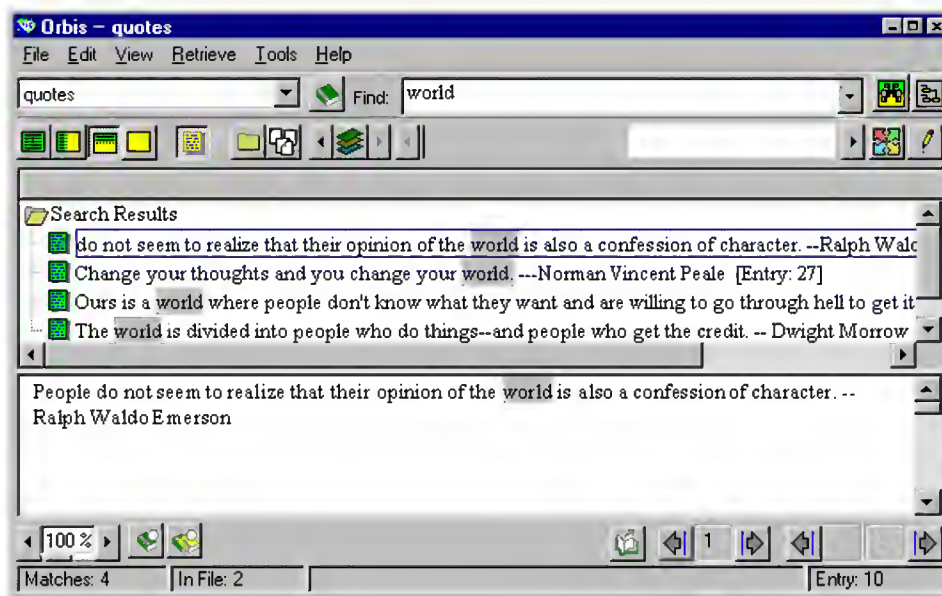 Orbis – quotes
File Edit View Retrieve Tools Help
quotes Find: world
Search Results
do not seem to realize that their opinion of the world is also a confession of character. --Ralph Walc
Change your thoughts and you change your world. ---Norman Vincent Peale [Entry: 27]
Ours is a world where people don't know what they want and are willing to go through hell to get it
The world is divided into people who do things--and people who get the credit. -- Dwight Morrow
People do not seem to realize that their opinion of the world is also a confession of character. --
Ralph Waldo Emerson
100 % 1
Matches: 4 In File: 2 Entry: 10